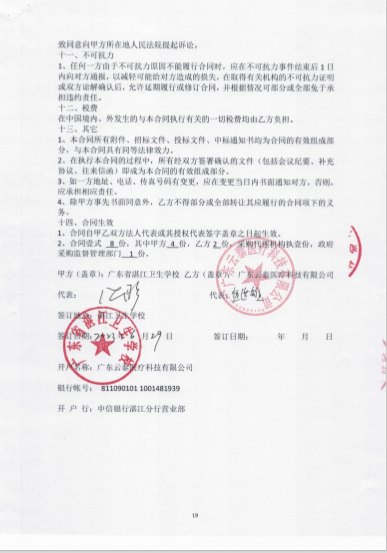 致同意向甲方所在地人民法院提起诉讼。
十一、不可抗力
1、任何一方由于不可抗力原因不能履行合同时，应在不可抗力事件结束后 1 日
内向对方通报，以减轻可能给对方造成的损失，在取得有关机构的不可抗力证明
或双方谅解确认后，允许延期履行或修订合同，并根据情况可部分或全部免于承
担违约责任。
十二、税费
在中国境内、外发生的与本合同执行有关的一切税费均由乙方负担。
十三、其它
1、本合同所有附件、招标文件、投标文件、中标通知书均为合同的有效组成部
分，与本合同具有同等法律效力。
2、在执行本合同的过程中，所有经双方签署确认的文件（包括会议纪要、补充
协议、往来信函）即成为本合同的有效组成部分。
3、如一方地址、电话、传真号码有变更，应在变更当日内书面通知对方，否则，
应承担相应责任。
4、除甲方事先书面同意外，乙方不得部分或全部转让其应履行的合同项下的义
务。
十四、合同生效
1、合同自甲乙双方法人代表或其授权代表签字盖章之日起生效。
2、合同壹式 8 份，其中甲方 4 份，乙方 2 份，采购代理机构执壹份，政府
采购监督管理部门 1 份。
甲方（盖章）：广东省湛江卫生学校 乙方（盖章）：广东云泰医疗科技有限公司
代表： 代表：
签订地点：湛江卫生学校
签订日期： 月 29 日 签订日期： 年 月 日
开户名称：广东云泰医疗科技有限公司
银行帐号： 811090101 1001481939
开 户 行：中信银行湛江分行营业部
广东省湛江卫生学校
广东云泰医疗科技有限公司
19